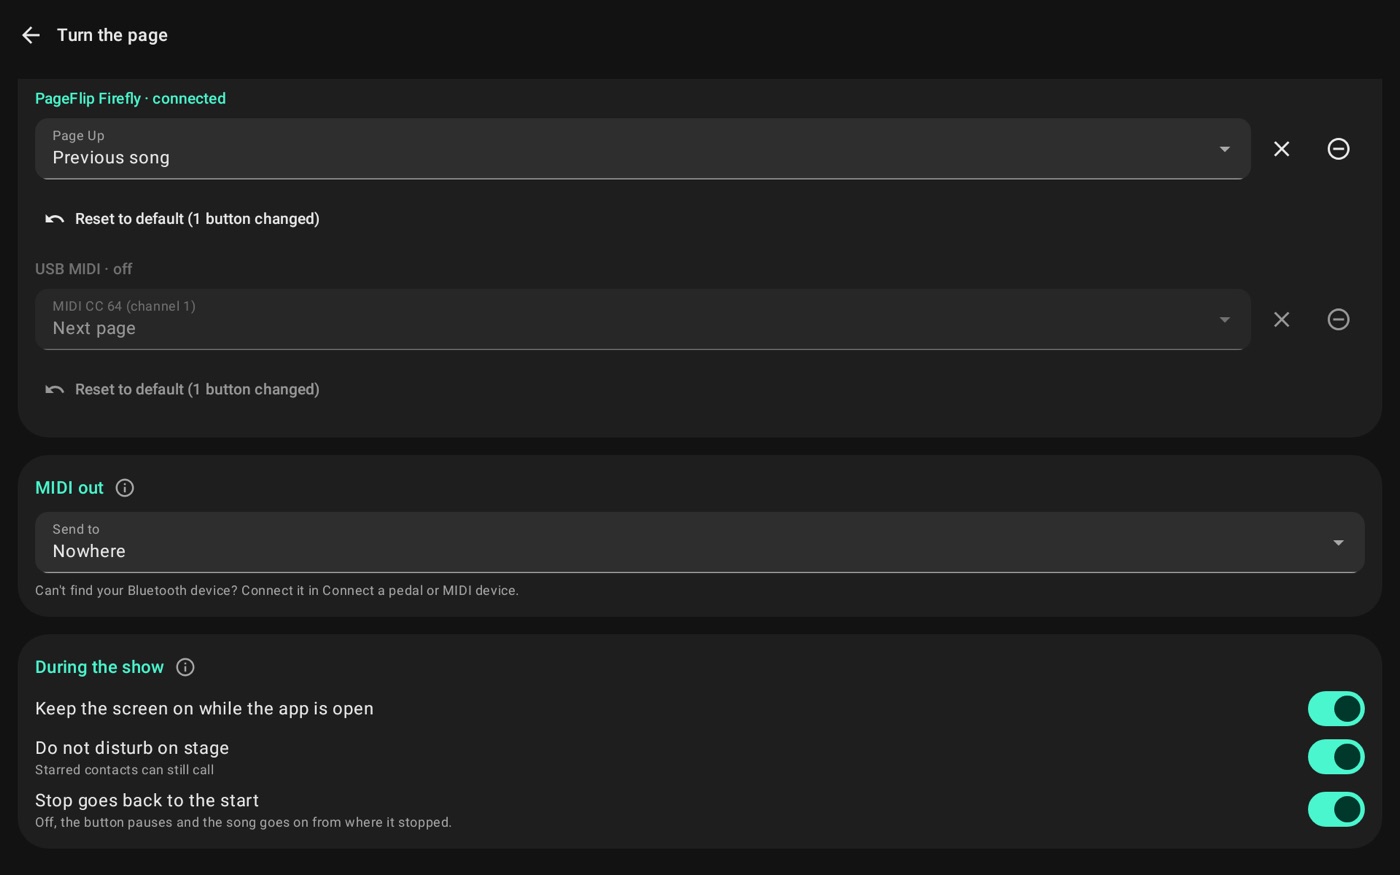 Turn the page
PageFlip Firefly · connected
Page Up
Previous song
Reset to default (1 button changed)
USB MIDI · off
MIDI CC 64 (channel 1)
Next page
Reset to default (1 button changed)
MIDI out
Send to
Nowhere
Can't find your Bluetooth device? Connect it in Connect a pedal or MIDI device.
During the show
Keep the screen on while the app is open
Do not disturb on stage
Starred contacts can still call
Stop goes back to the start
Off, the button pauses and the song goes on from where it stopped.